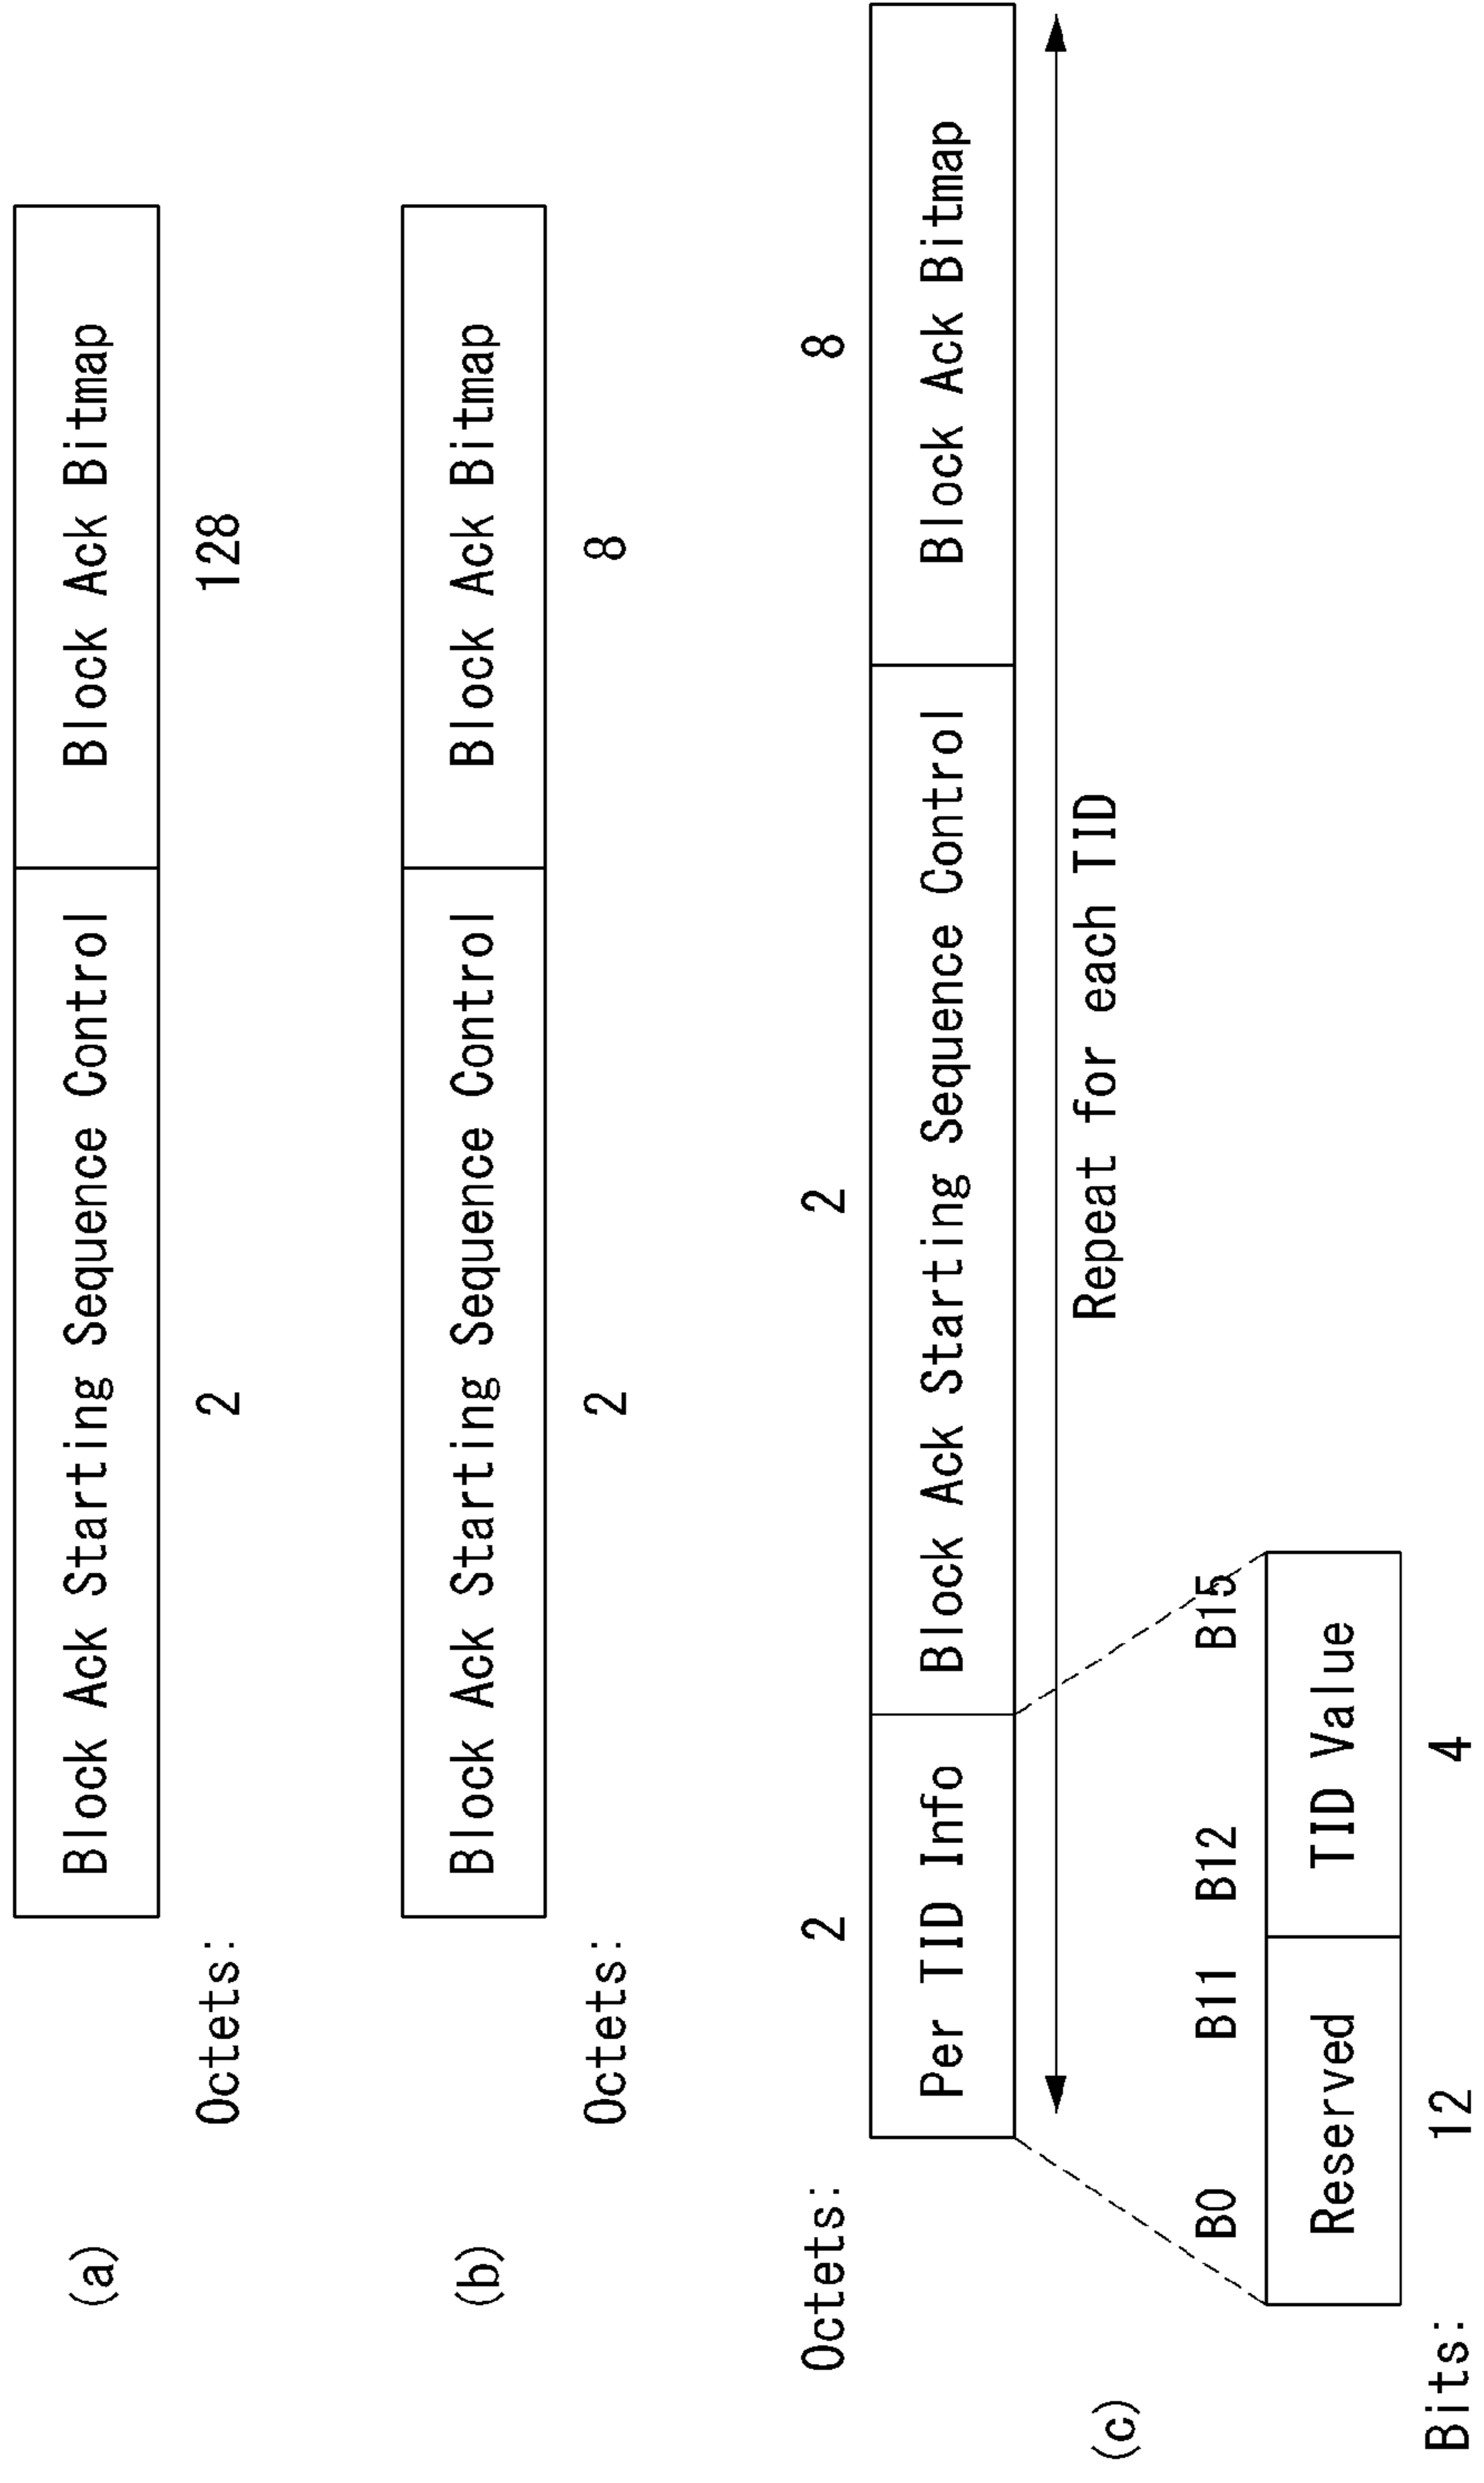 (a)
Block Ack Starting Sequence Control Block Ack Bitmap
Octets: 2 128
(b)
Block Ack Starting Sequence Control Block Ack Bitmap
Octets: 2 8
(c)
Octets: 2 2 8
Per TID Info Block Ack Starting Sequence Control Block Ack Bitmap
Repeat for each TID
B0 B11 B12 B15
Reserved TID Value
Bits: 12 4